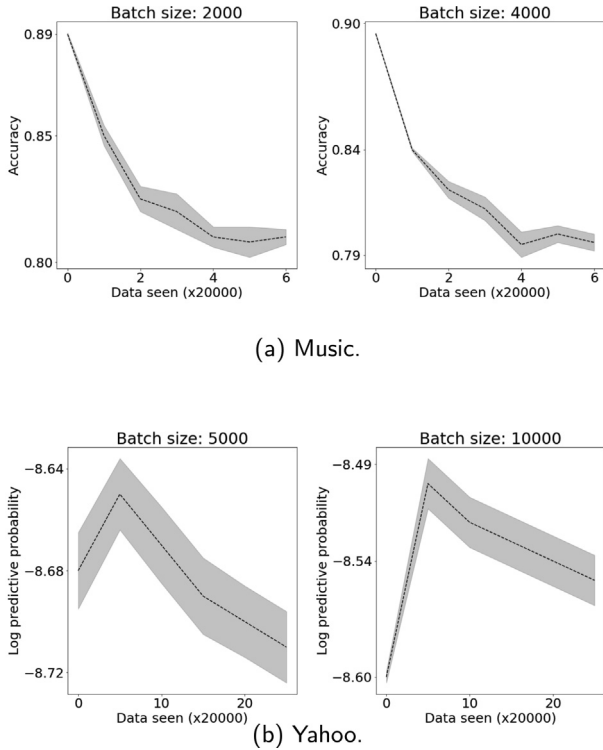 Batch size: 2000
0.89
0.85
0.80
Accuracy
0 2 4 6
Data seen (x20000)
Batch size: 4000
0.90
0.84
0.79
Accuracy
0 2 4 6
Data seen (x20000)
(a) Music.
Batch size: 5000
−8.64
−8.68
−8.72
Log predictive probability
0 10 20
Data seen (x20000)
Batch size: 10000
−8.49
−8.54
−8.60
Log predictive probability
0 10 20
Data seen (x20000)
(b) Yahoo.